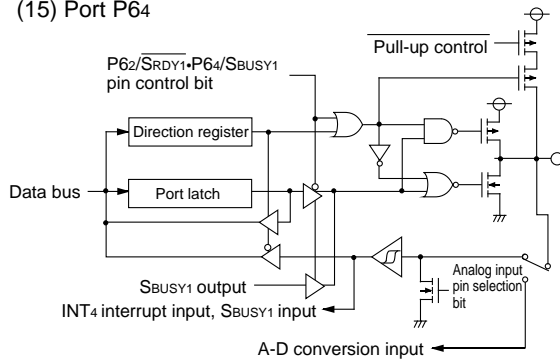 (15) Port P64
Pull-up control
P62/SRDY1•P64/SBUSY1
pin control bit
Direction register
Data bus
Port latch
SBUSY1 output
INT4 interrupt input, SBUSY1 input
Analog input
pin selection
bit
A-D conversion input